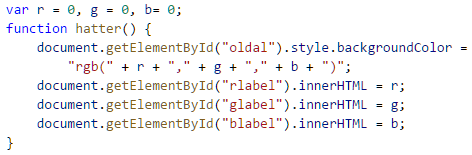 var r = 0, g = 0, b= 0;
function hatter() {
    document.getElementById("oldal").style.backgroundColor =
        "rgb(" + r + "," + g + "," + b + ")";
    document.getElementById("rlabel").innerHTML = r;
    document.getElementById("glabel").innerHTML = g;
    document.getElementById("blabel").innerHTML = b;
}